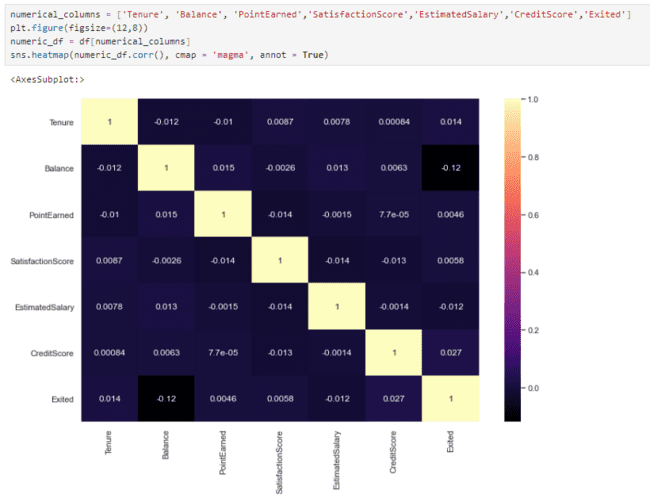 numerical_columns = ['Tenure', 'Balance', 'PointEarned','SatisfactionScore','EstimatedSalary','CreditScore','Exited']
plt.figure(figsize=(12,8))
numeric_df = df[numerical_columns]
sns.heatmap(numeric_df.corr(), cmap = 'magma', annot = True)
<AxesSubplot:>
Tenure 1 -0.012 -0.01 0.0087 0.0078 0.00084 0.014
Balance -0.012 1 0.015 -0.0026 0.013 0.0063 -0.12
PointEarned -0.01 0.015 1 -0.014 -0.0015 7.7e-05 0.0046
SatisfactionScore 0.0087 -0.0026 -0.014 1 -0.014 -0.013 0.0058
EstimatedSalary 0.0078 0.013 -0.0015 -0.014 1 -0.0014 -0.012
CreditScore 0.00084 0.0063 7.7e-05 -0.013 -0.0014 1 0.027
Exited 0.014 -0.12 0.0046 0.0058 -0.012 0.027 1
Tenure
Balance
PointEarned
SatisfactionScore
EstimatedSalary
CreditScore
Exited
1.0
0.8
0.6
0.4
0.2
0.0